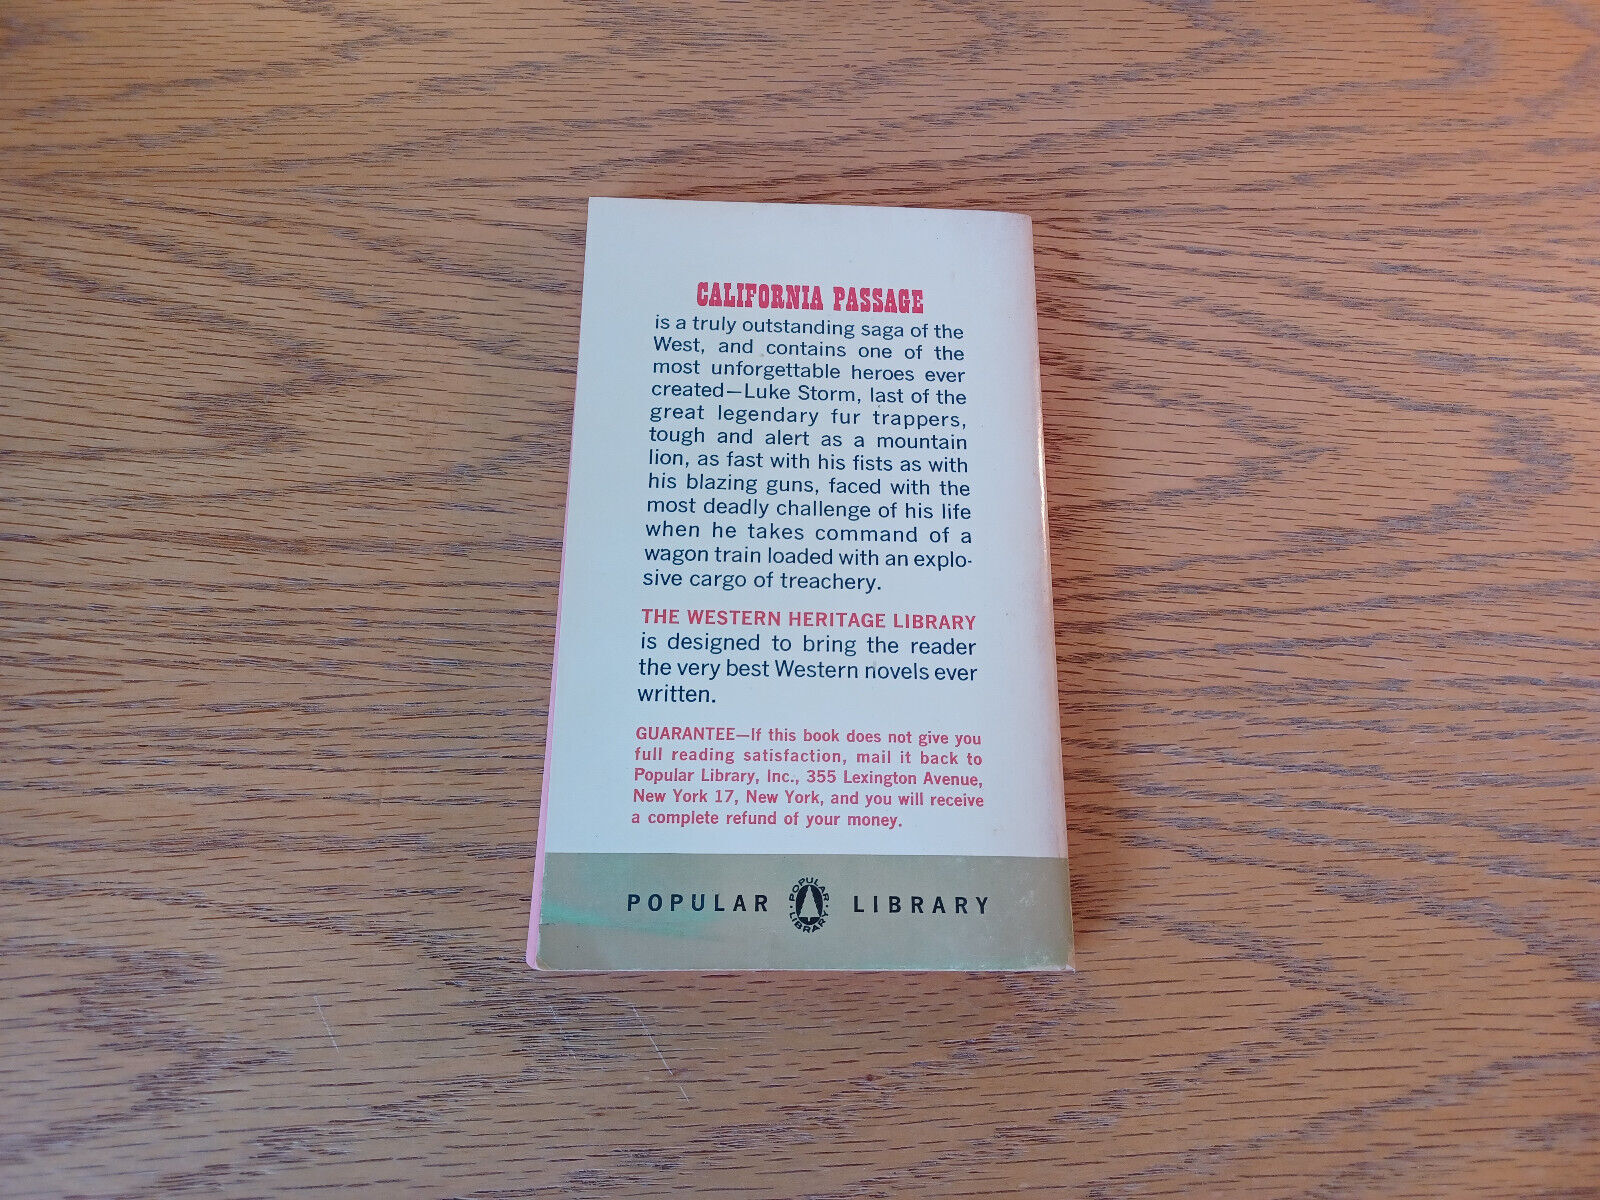 CALIFORNIA PASSAGE
is a truly outstanding saga of the
West, and contains one of the
most unforgettable heroes ever
created—Luke Storm, last of the
great legendary fur trappers,
tough and alert as a mountain
lion, as fast with his fists as with
his blazing guns, faced with the
most deadly challenge of his life
when he takes command of a
wagon train loaded with an explo-
sive cargo of treachery.
THE WESTERN HERITAGE LIBRARY
is designed to bring the reader
the very best Western novels ever
written.
GUARANTEE—If this book does not give you
full reading satisfaction, mail it back to
Popular Library, Inc., 355 Lexington Avenue,
New York 17, New York, and you will receive
a complete refund of your money.
POPULAR POPULAR LIBRARY LIBRARY